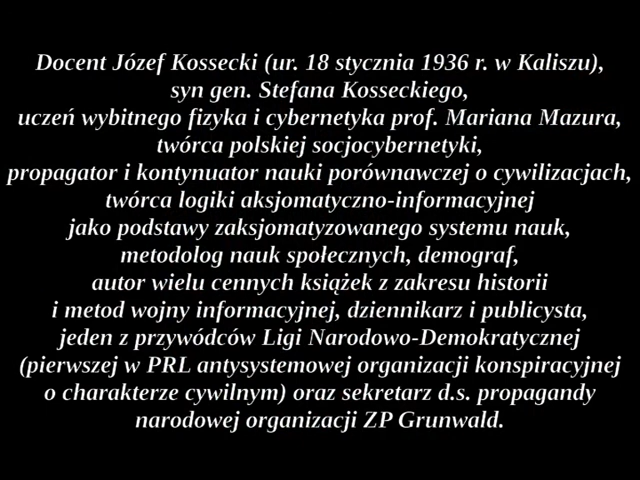 Docent Józef Kossecki (ur. 18 stycznia 1936 r. w Kaliszu),
syn gen. Stefana Kosseckiego,
uczeń wybitnego fizyka i cybernetyka prof. Mariana Mazura,
twórca polskiej socjocybernetyki,
propagator i kontynuator nauki porównawczej o cywilizacjach,
twórca logiki aksjomatyczno-informacyjnej
jako podstawy zaksjomatyzowanego systemu nauk,
metodolog nauk społecznych, demograf,
autor wielu cennych książek z zakresu historii
i metod wojny informacyjnej, dziennikarz i publicysta,
jeden z przywódców Ligi Narodowo-Demokratycznej
(pierwszej w PRL antysystemowej organizacji konspiracyjnej
o charakterze cywilnym) oraz sekretarz d.s. propagandy
narodowej organizacji ZP Grunwald.